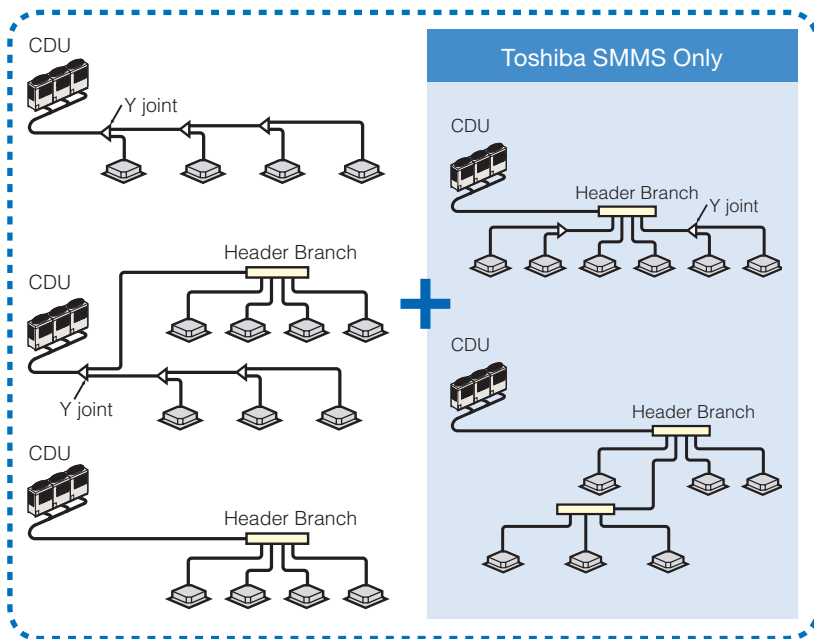 CDU
Y joint
Header Branch
CDU
Y joint
CDU
Header Branch
Toshiba SMMS Only
CDU
Header Branch
Y joint
CDU
Header Branch